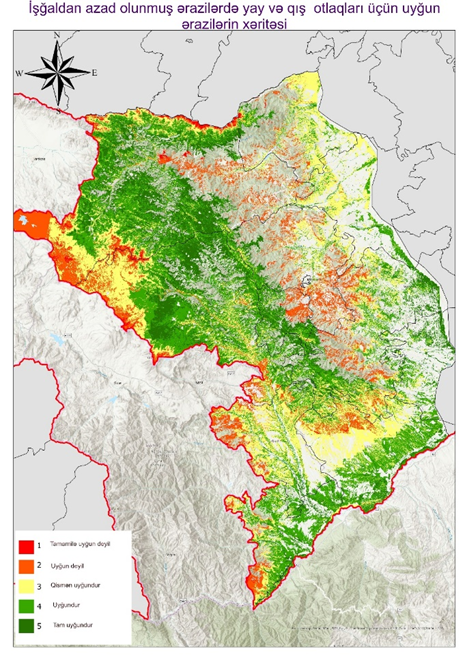 İşğaldan azad olunmuş ərazilərdə yay və qış otlaqları üçün uyğun
ərazilərin xəritəsi
N
W E
S
1 Tamamilə uyğun deyil
2 Uyğun deyil
3 Qismən uyğundur
4 Uyğundur
5 Tam uyğundur